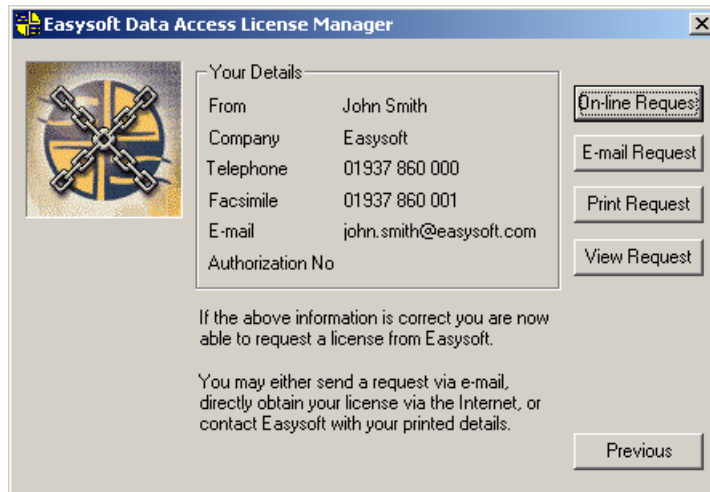 Easysoft Data Access License Manager
Your Details
From John Smith
Company Easysoft
Telephone 01937 860 000
Facsimile 01937 860 001
E-mail john.smith@easysoft.com
Authorization No
On-line Reques
E-mail Request
Print Request
View Request
If the above information is correct you are now
able to request a license from Easysoft.
You may either send a request via e-mail,
directly obtain your license via the Internet, or
contact Easysoft with your printed details.
Previous